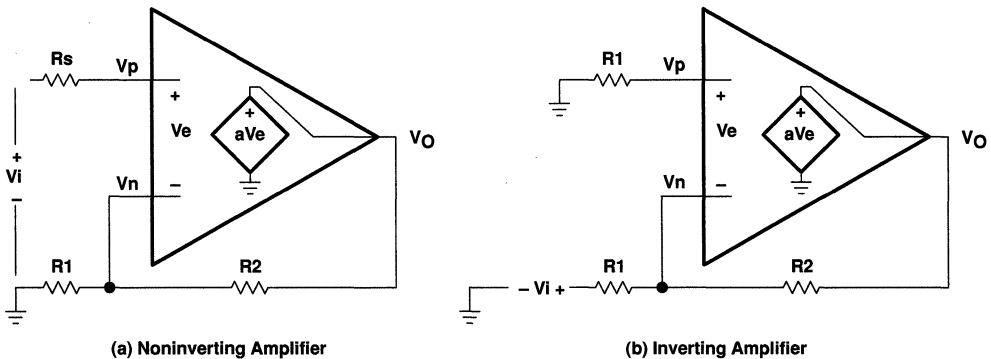 Rs
Vp
+
Ve
+
aVe
VO
+
Vi
−
Vn
−
R1
R2
(a) Noninverting Amplifier
R1
Vp
+
Ve
+
aVe
VO
Vn
−
− Vi +
R1
R2
(b) Inverting Amplifier